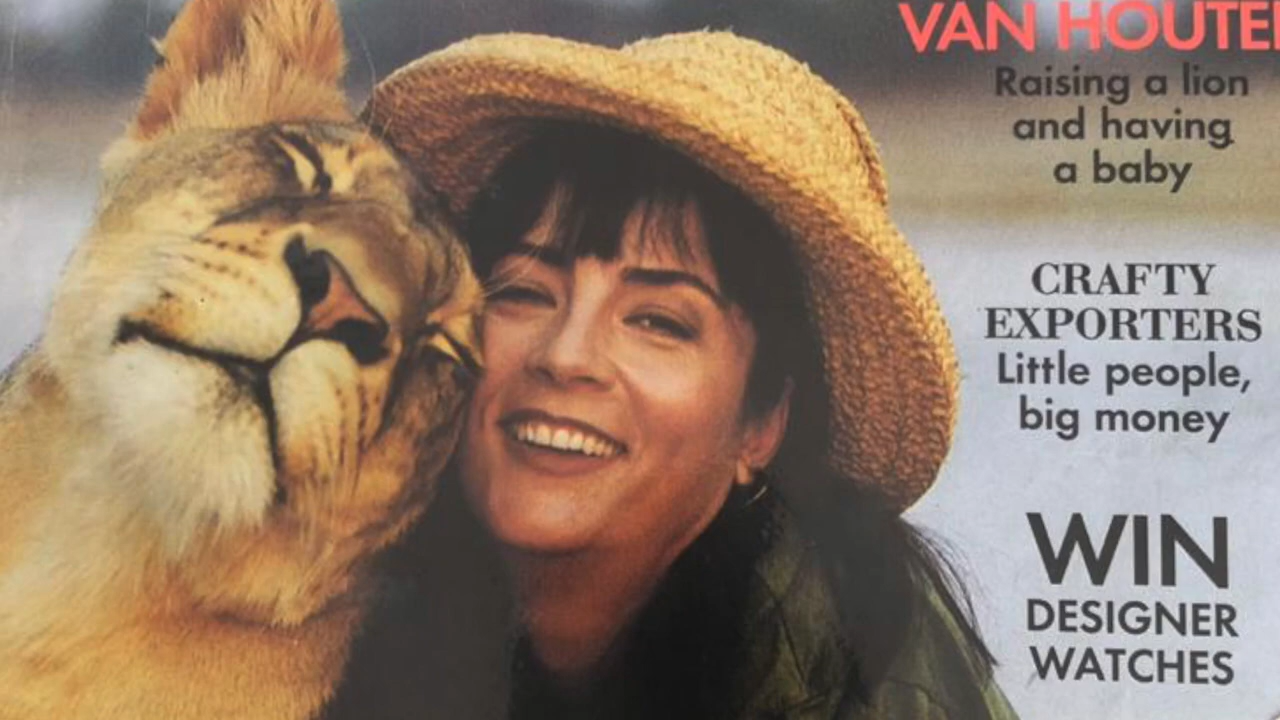 VAN HOUTE
Raising a lion
and having
a baby
CRAFTY
EXPORTERS
Little people,
big money
WIN
DESIGNER
WATCHES